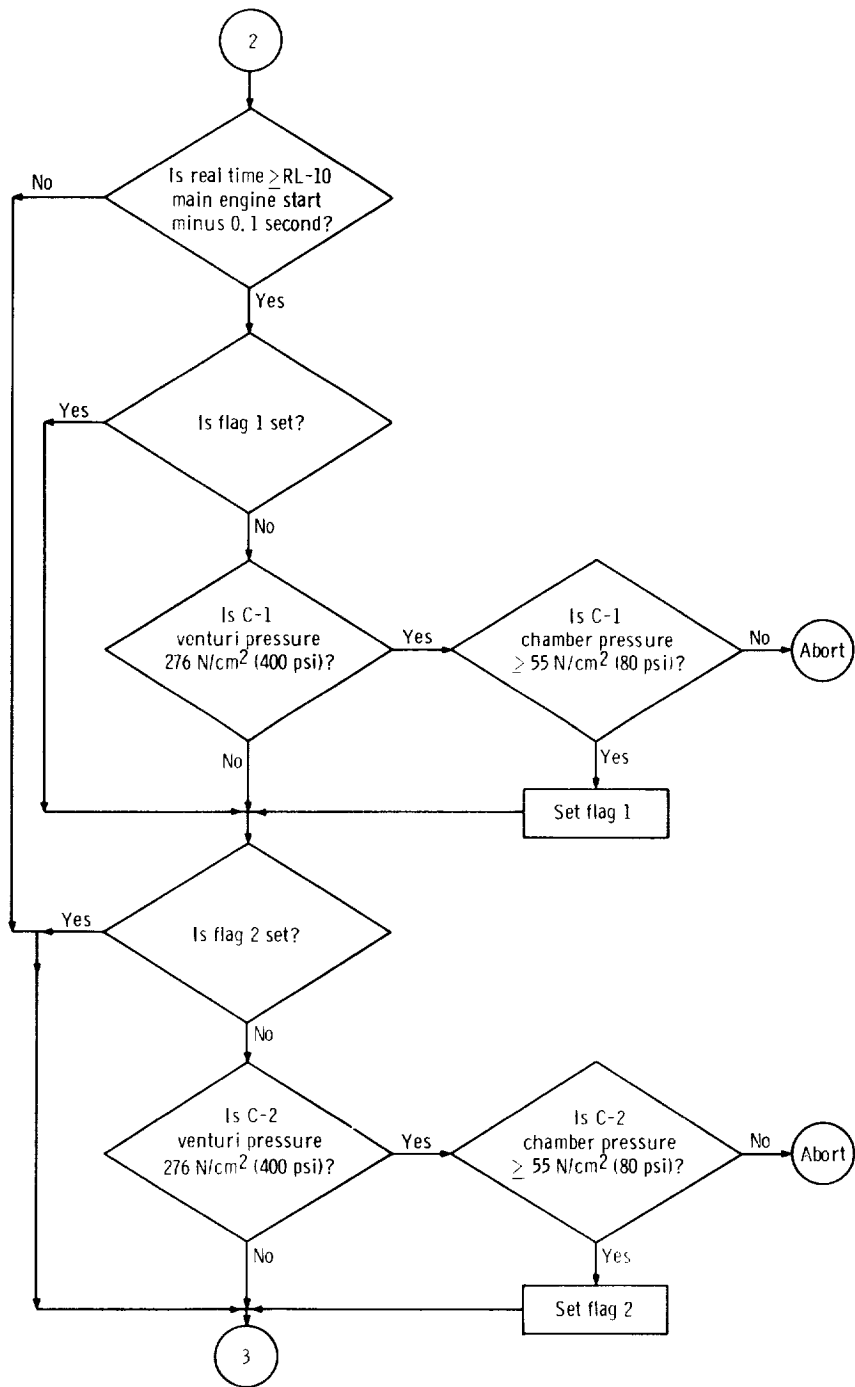 2
Is real time ≥RL-10
main engine start
minus 0.1 second?
No
Yes
Is flag 1 set?
Yes
No
Is C-1
venturi pressure
276 N/cm² (400 psi)?
Yes
Is C-1
chamber pressure
≥ 55 N/cm² (80 psi)?
No
Abort
No
Yes
Set flag 1
Is flag 2 set?
Yes
No
Is C-2
venturi pressure
276 N/cm² (400 psi)?
Yes
Is C-2
chamber pressure
≥ 55 N/cm² (80 psi)?
No
Abort
No
Yes
Set flag 2
3